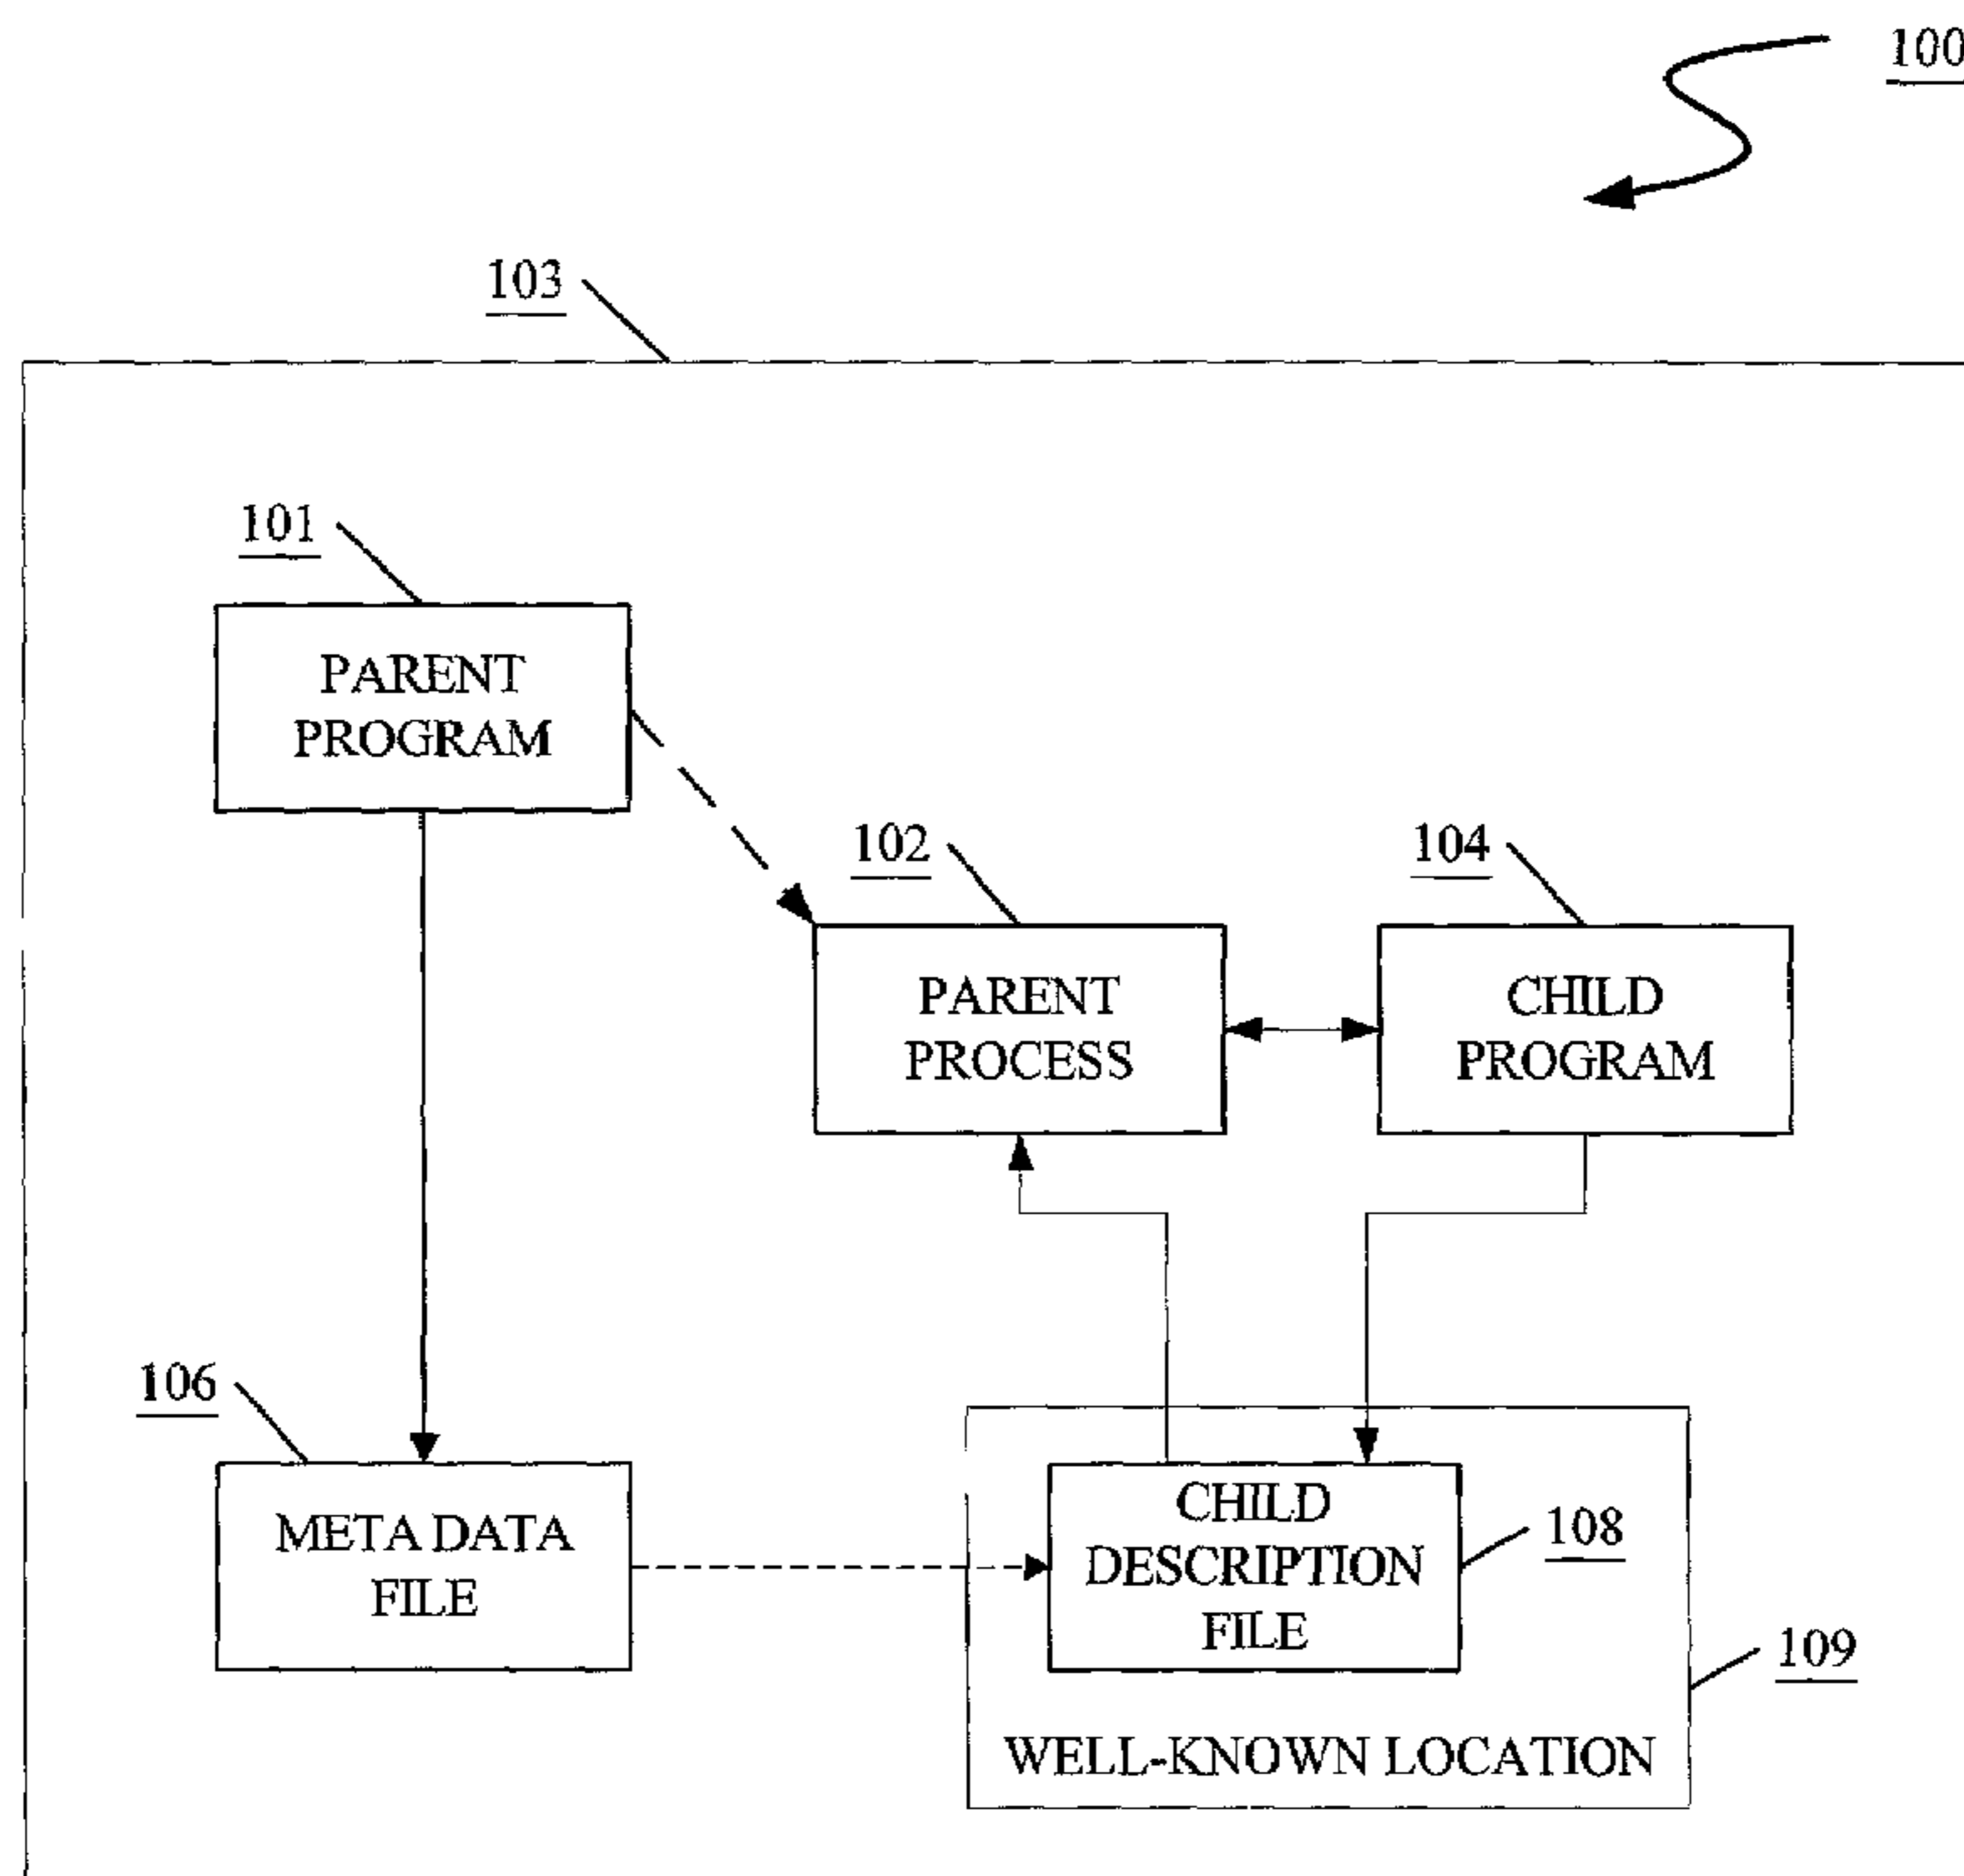 100
103
101
PARENT
PROGRAM
102
104
PARENT
PROCESS
CHILD
PROGRAM
106
META DATA
FILE
CHILD
DESCRIPTION
FILE
108
109
WELL-KNOWN LOCATION